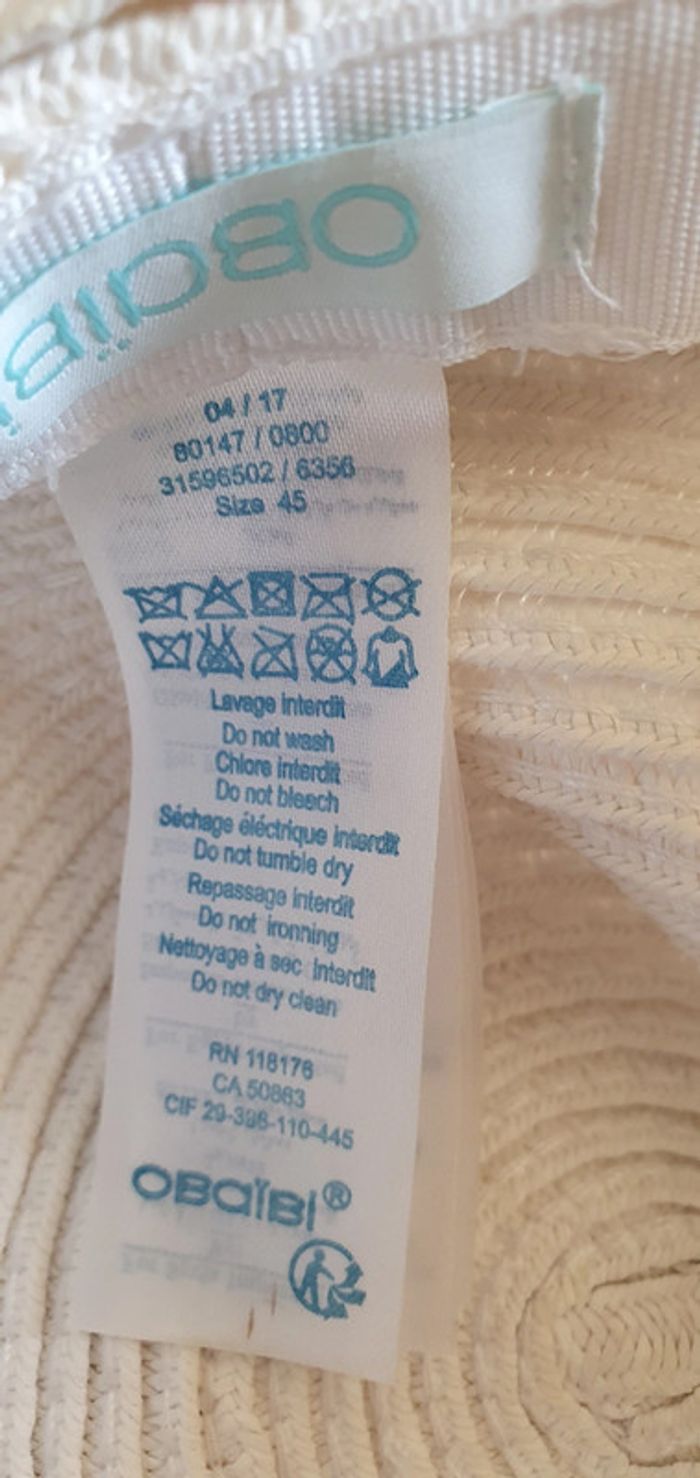 OBaïBi
04 / 17
80147 / 0800
31596502 / 6356
Size 45
Lavage interdit
Do not wash
Chlore interdit
Do not bleach
Séchage éléctrique interdit
Do not tumble dry
Repassage interdit
Do not ironning
Nettoyage à sec interdit
Do not dry clean
RN 118176
CA 50863
CIF 29-396-110-445
OBaïBi®